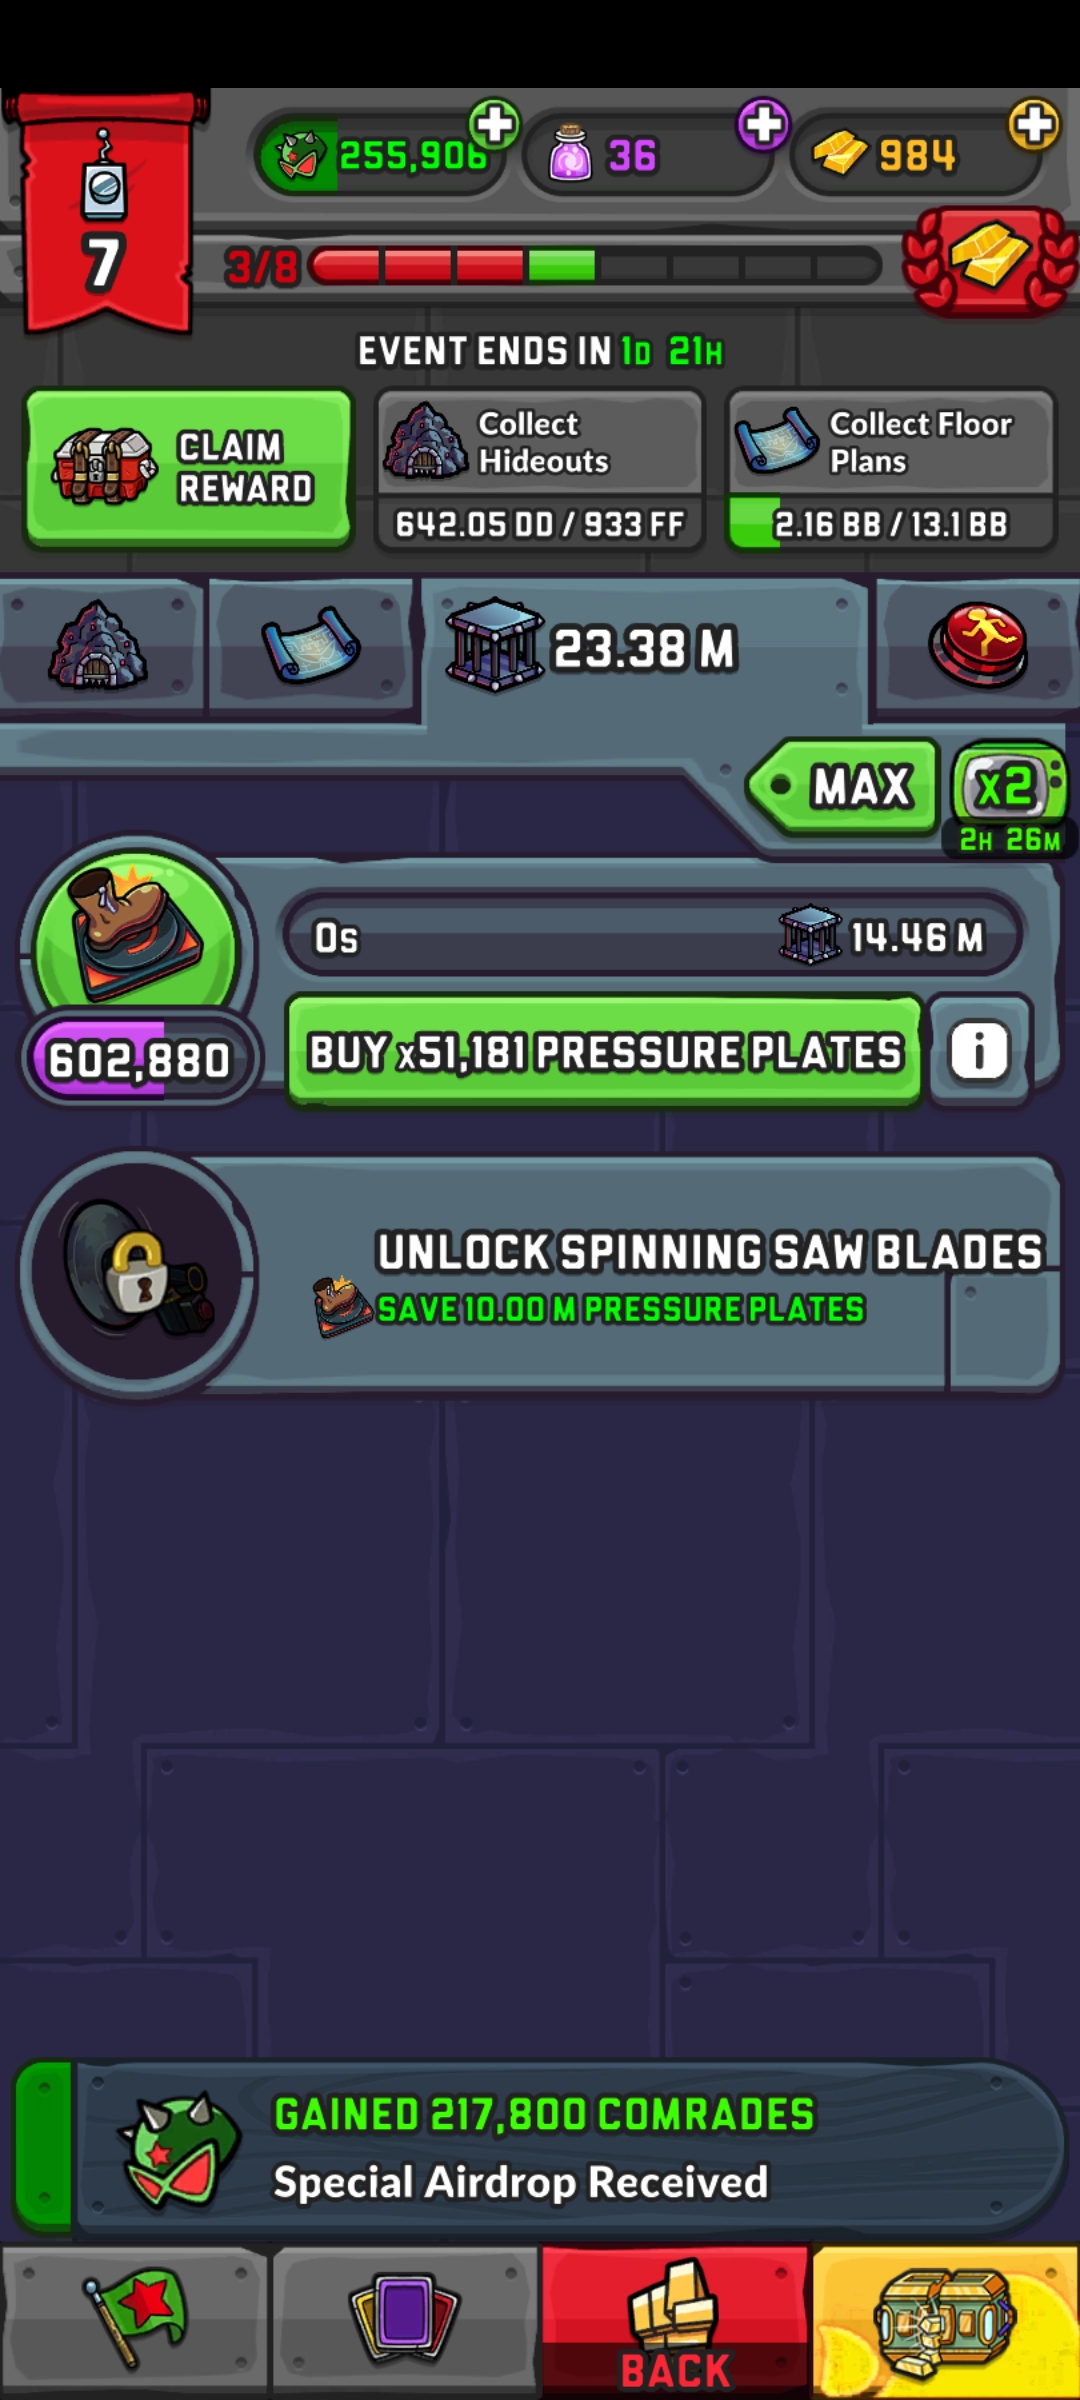 255,906
36
984
7
3/8
EVENT ENDS IN 1D 21H
CLAIM REWARD
Collect Hideouts
642.05 DD / 933 FF
Collect Floor Plans
2.16 BB / 13.1 BB
23.38 M
MAX
x2
2H 26M
0s
14.46 M
602,880
BUY x51,181 PRESSURE PLATES
i
UNLOCK SPINNING SAW BLADES
SAVE 10.00 M PRESSURE PLATES
GAINED 217,800 COMRADES
Special Airdrop Received
BACK